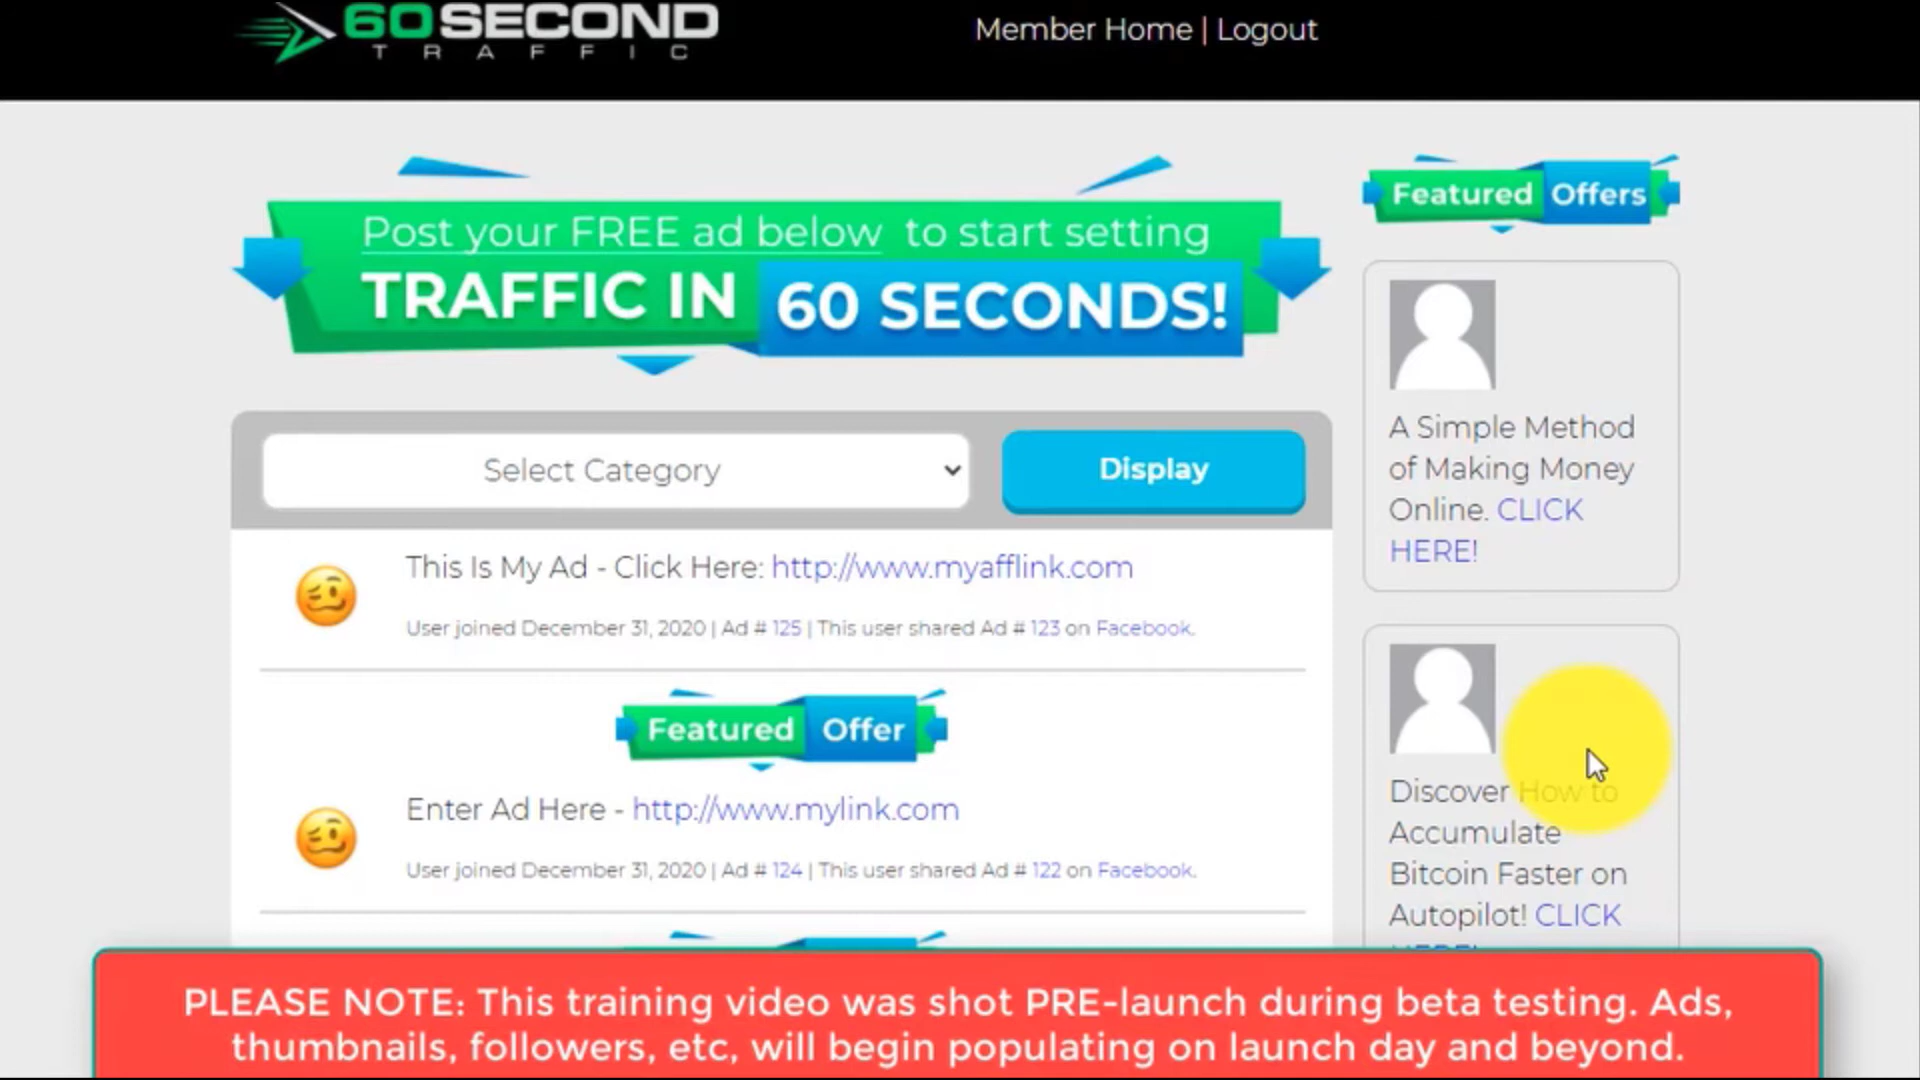 60SECOND
TRAFFIC
Member Home | Logout
Post your FREE ad below to start setting
TRAFFIC IN 60 SECONDS!
Featured Offers
A Simple Method
of Making Money
Online. CLICK
HERE!
Select Category
Display
This Is My Ad - Click Here: http://www.myafflink.com
User joined December 31, 2020 | Ad # 125 | This user shared Ad # 123 on Facebook.
Featured Offer
Enter Ad Here - http://www.mylink.com
User joined December 31, 2020 | Ad # 124 | This user shared Ad # 122 on Facebook.
Discover How to
Accumulate
Bitcoin Faster on
Autopilot! CLICK
HERE!
PLEASE NOTE: This training video was shot PRE-launch during beta testing. Ads,
thumbnails, followers, etc, will begin populating on launch day and beyond.